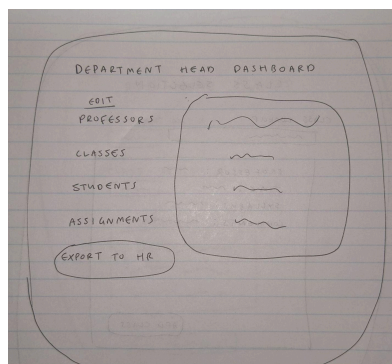 DEPARTMENT HEAD DASHBOARD
EDIT
PROFESSORS
CLASSES
STUDENTS
ASSIGNMENTS
EXPORT TO HR